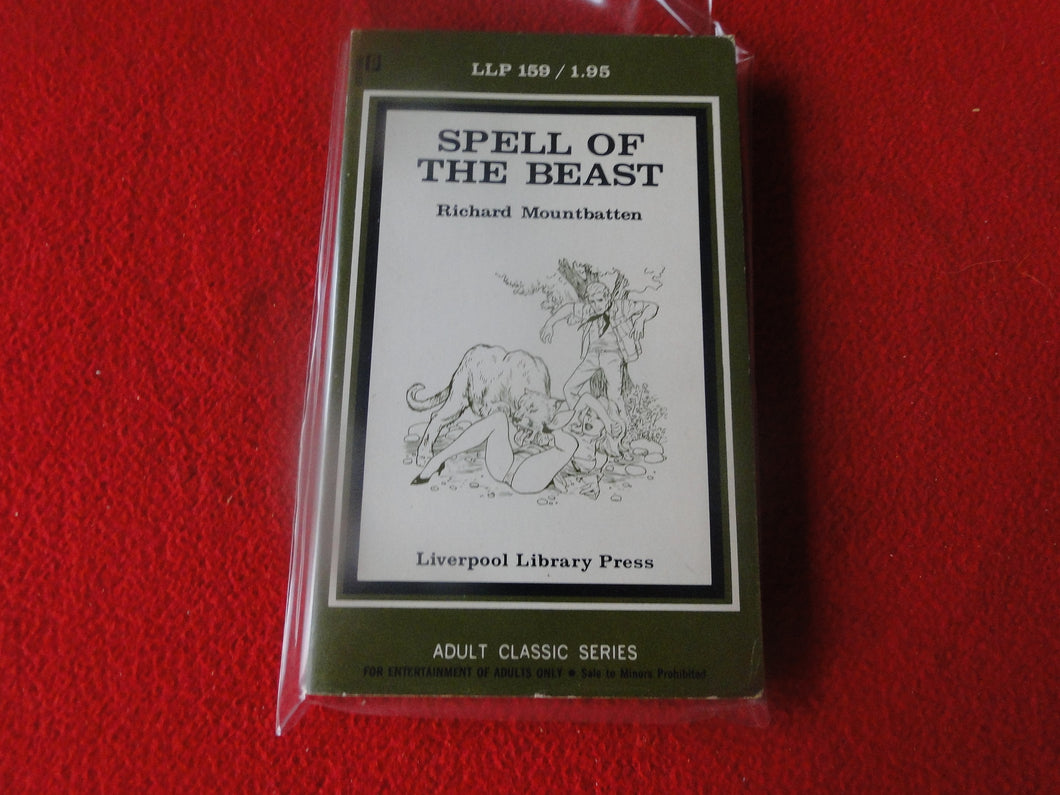 LLP 159 / 1.95
SPELL OF
THE BEAST
Richard Mountbatten
Liverpool Library Press
ADULT CLASSIC SERIES
FOR ENTERTAINMENT OF ADULTS ONLY ● Sale to Minors Prohibited